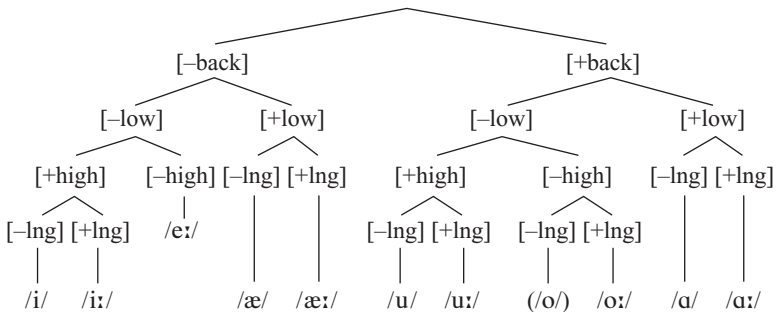 [–back] [+back]
[–low] [+low] [–low] [+low]
[+high] [–high] [–lng] [+lng] [+high] [–high] [–lng] [+lng]
[–lng] [+lng] /eː/ [–lng] [+lng] [–lng] [+lng]
/i/ /iː/ /æ/ /æː/ /u/ /uː/ (/o/) /oː/ /ɑ/ /ɑː/